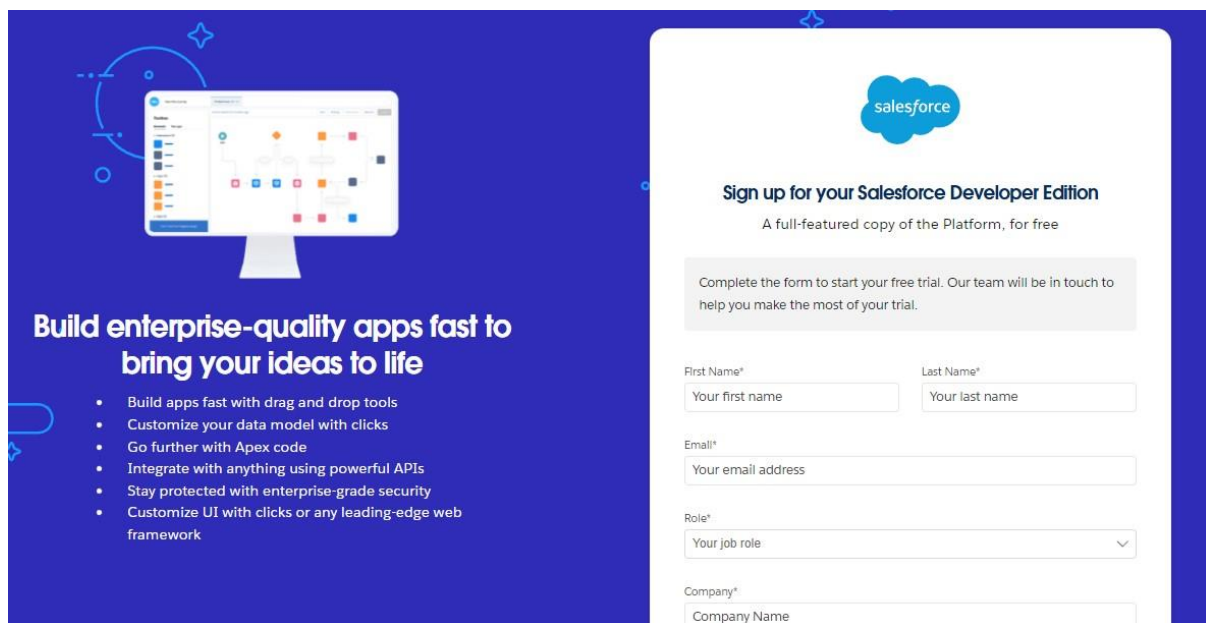 Build enterprise-quality apps fast to
bring your ideas to life
• Build apps fast with drag and drop tools
• Customize your data model with clicks
• Go further with Apex code
• Integrate with anything using powerful APIs
• Stay protected with enterprise-grade security
• Customize UI with clicks or any leading-edge web
framework
salesforce
Sign up for your Salesforce Developer Edition
A full-featured copy of the Platform, for free
Complete the form to start your free trial. Our team will be in touch to
help you make the most of your trial.
First Name* Last Name*
Your first name Your last name
Email*
Your email address
Role*
Your job role
Company*
Company Name